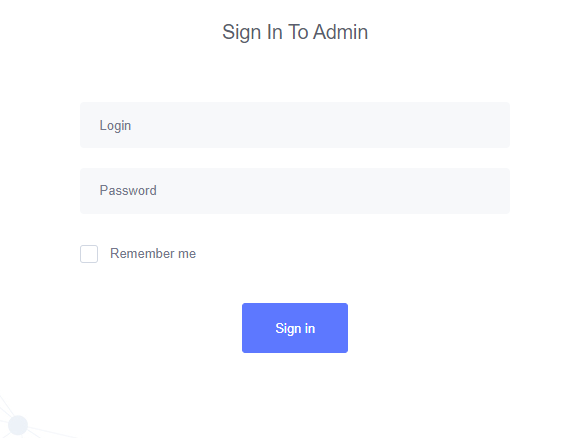 Sign In To Admin
Login
Password
Remember me
Sign in